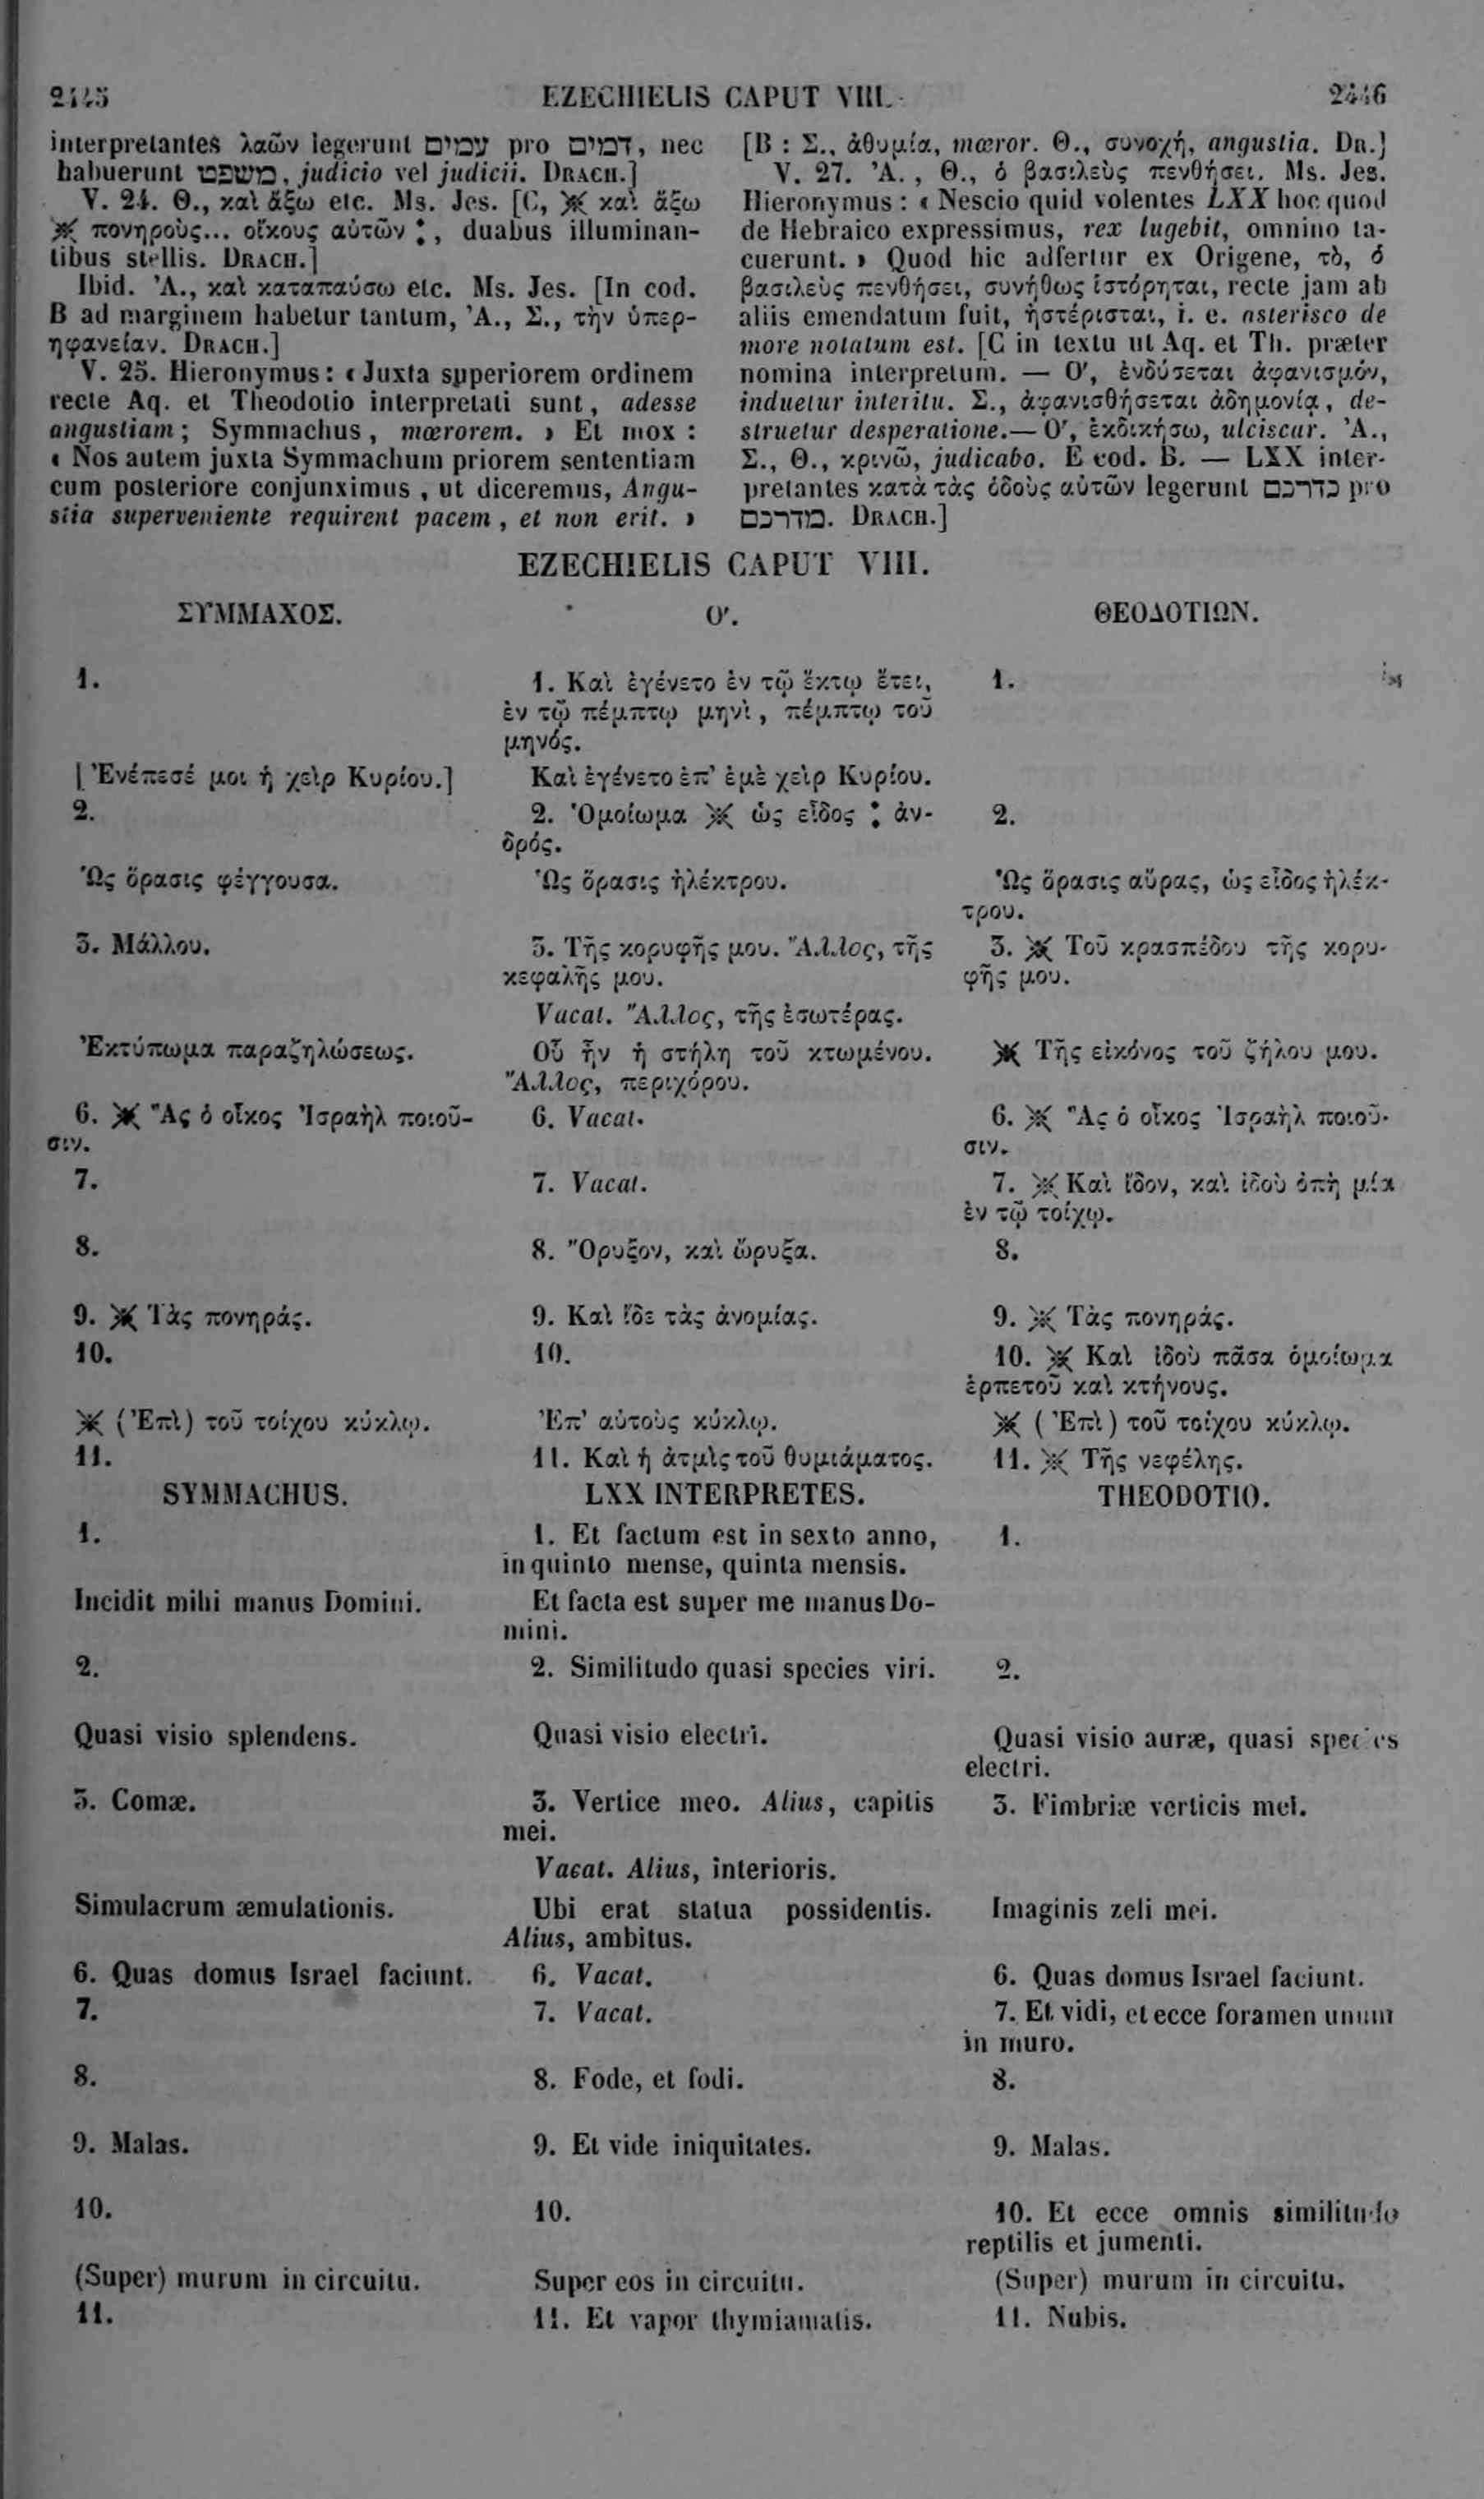 2445 EZECHIELIS CAPUT VIII. 2446
interpretantes λαῶν legerunt עמים pro דמים, nec
habuerunt משפט, judicio vel judicii. DRACH.]
V. 24. Θ., καὶ ἄξω etc. Ms. Jes. [C, ※ καὶ ἄξω
※ πονηροὺς... οἴκους αὐτῶν ⁚, duabus illuminan-
tibus stellis. DRACH.]
Ibid. Ἀ., καὶ καταπαύσω etc. Ms. Jes. [In cod.
B ad marginem habetur tantum, Ἀ., Σ., τὴν ὑπερ-
ηφανείαν. DRACH.]
V. 25. Hieronymus: « Juxta superiorem ordinem
recte Aq. et Theodotio interpretati sunt, adesse
angustiam; Symmachus, mœrorem. » Et mox :
« Nos autem juxta Symmachum priorem sententiam
cum posteriore conjunximus, ut diceremus, Angu-
stia superveniente requirent pacem, et non erit. »
[B : Σ., ἀθυμία, mœror. Θ., συνοχή, angustia. DR.]
V. 27. Ἀ., Θ., ὁ βασιλεὺς πενθήσει. Ms. Jes.
Hieronymus : « Nescio quid volentes LXX hoc quod
de Hebraico expressimus, rex lugebit, omnino ta-
cuerunt. » Quod hic adfertur ex Origene, τὸ, ὁ
βασιλεὺς πενθήσει, συνήθως ἱστόρηται, recte jam ab
aliis emendatum fuit, ἠστέρισται, i. e. asterisco de
more notatum est. [C in textu ut Aq. et Th. præter
nomina interpretum. — Ο′, ἐνδύσεται ἀφανισμόν,
induetur interitu. Σ., ἀφανισθήσεται ἀδημονίᾳ, de-
struetur desperatione.— Ο′, ἐκδικήσω, ulciscar. Ἀ.,
Σ., Θ., κρινῶ, judicabo. E cod. B. — LXX inter-
pretantes κατὰ τὰς ὁδοὺς αὐτῶν legerunt כדרכם pro
מדרכם. DRACH.]
EZECHIELIS CAPUT VIII.
ΣΥΜΜΑΧΟΣ.
1.
[Ἐνέπεσέ μοι ἡ χεὶρ Κυρίου.]
2.
Ὡς ὅρασις φέγγουσα.
3. Μάλλου.
Ἐκτύπωμα παραζηλώσεως.
6. ※ Ἃς ὁ οἶκος Ἰσραὴλ ποιοῦ-
σιν.
7.
8.
9. ※ Τὰς πονηράς.
10.
※ (Ἐπὶ) τοῦ τοίχου κύκλῳ.
11.
Ο′.
1. Καὶ ἐγένετο ἐν τῷ ἕκτῳ ἔτει,
ἐν τῷ πέμπτῳ μηνὶ, πέμπτῳ τοῦ
μηνός.
Καὶ ἐγένετο ἐπ' ἐμὲ χεὶρ Κυρίου.
2. Ὁμοίωμα ※ ὡς εἶδος ⁚ ἀν-
δρός.
Ὡς ὅρασις ἠλέκτρου.
3. Τῆς κορυφῆς μου. Ἄλλος, τῆς
κεφαλῆς μου.
Vacat. Ἄλλος, τῆς ἐσωτέρας.
Οὗ ἦν ἡ στήλη τοῦ κτωμένου.
Ἄλλος, περιχόρου.
6. Vacat.
7. Vacat.
8. Ὄρυξον, καὶ ὤρυξα.
9. Καὶ ἴδε τὰς ἀνομίας.
10.
Ἐπ' αὐτοὺς κύκλῳ.
11. Καὶ ἡ ἀτμὶς τοῦ θυμιάματος.
ΘΕΟΔΟΤΙΩΝ.
1.
2.
Ὡς ὅρασις αὔρας, ὡς εἶδος ἠλέκ-
τρου.
3. ※ Τοῦ κρασπέδου τῆς κορυ-
φῆς μου.
※ Τῆς εἰκόνος τοῦ ζήλου μου.
6. ※ Ἃς ὁ οἶκος Ἰσραὴλ ποιοῦ-
σιν.
7. ※ Καὶ ἴδον, καὶ ἰδοὺ ὀπὴ μία
ἐν τῷ τοίχῳ.
8.
9. ※ Τὰς πονηράς.
10. ※ Καὶ ἰδοὺ πᾶσα ὁμοίωμα
ἑρπετοῦ καὶ κτήνους.
※ (Ἐπὶ) τοῦ τοίχου κύκλῳ.
11. ※ Τῆς νεφέλης.
SYMMACHUS.
1.
Incidit mihi manus Domini.
2.
Quasi visio splendens.
3. Comæ.
Simulacrum æmulationis.
6. Quas domus Israel faciunt.
7.
8.
9. Malas.
10.
(Super) murum in circuitu.
11.
LXX INTERPRETES.
1. Et factum est in sexto anno,
in quinto mense, quinta mensis.
Et facta est super me manus Do-
mini.
2. Similitudo quasi species viri.
Quasi visio electri.
3. Vertice meo. Alius, capitis
mei.
Vacat. Alius, interioris.
Ubi erat statua possidentis.
Alius, ambitus.
6. Vacat.
7. Vacat.
8. Fode, et fodi.
9. Et vide iniquitates.
10.
Super eos in circuitu.
11. Et vapor thymiamatis.
THEODOTIO.
1.
2.
Quasi visio auræ, quasi species
electri.
3. Fimbriæ verticis mei.
Imaginis zeli mei.
6. Quas domus Israel faciunt.
7. Et vidi, et ecce foramen unum
in muro.
8.
9. Malas.
10. Et ecce omnis similitudo
reptilis et jumenti.
(Super) murum in circuitu.
11. Nubis.